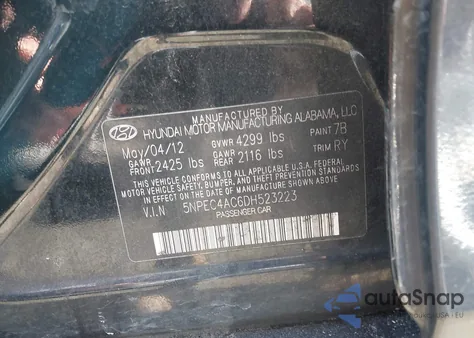 MANUFACTURED BY
HYUNDAI MOTOR MANUFACTURING ALABAMA, LLC
May/04/12 GVWR 4299 lbs PAINT 7B
GAWR FRONT 2425 lbs GAWR REAR 2116 lbs TRIM RY
THIS VEHICLE CONFORMS TO ALL APPLICABLE U.S.A FEDERAL
MOTOR VEHICLE SAFETY, BUMPER, AND THEFT PREVENTION
STANDARDS IN EFFECT ON THE DATE OF MANUFACTURE SHOWN ABOVE.
V.I.N 5NPEC4AC6DH523223
PASSENGER CAR
autoSnap
USA | EU